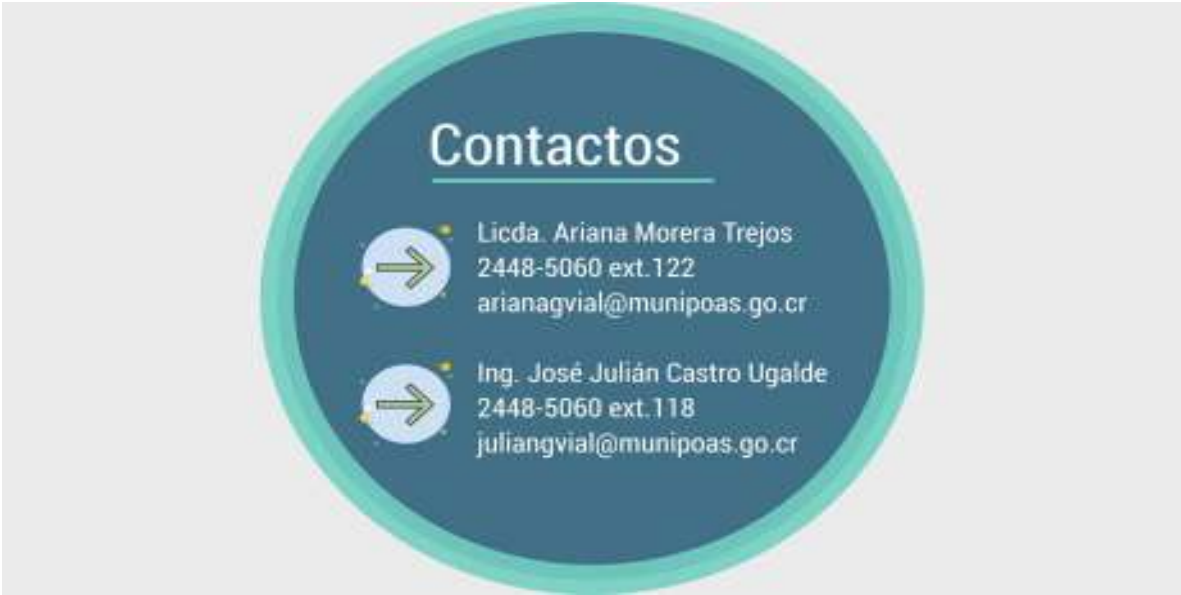 Contactos
Licda. Ariana Morera Trejos
2448-5060 ext.122
arianagvial@munipoas.go.cr
Ing. José Julián Castro Ugalde
2448-5060 ext.118
juliangvial@munipoas.go.cr